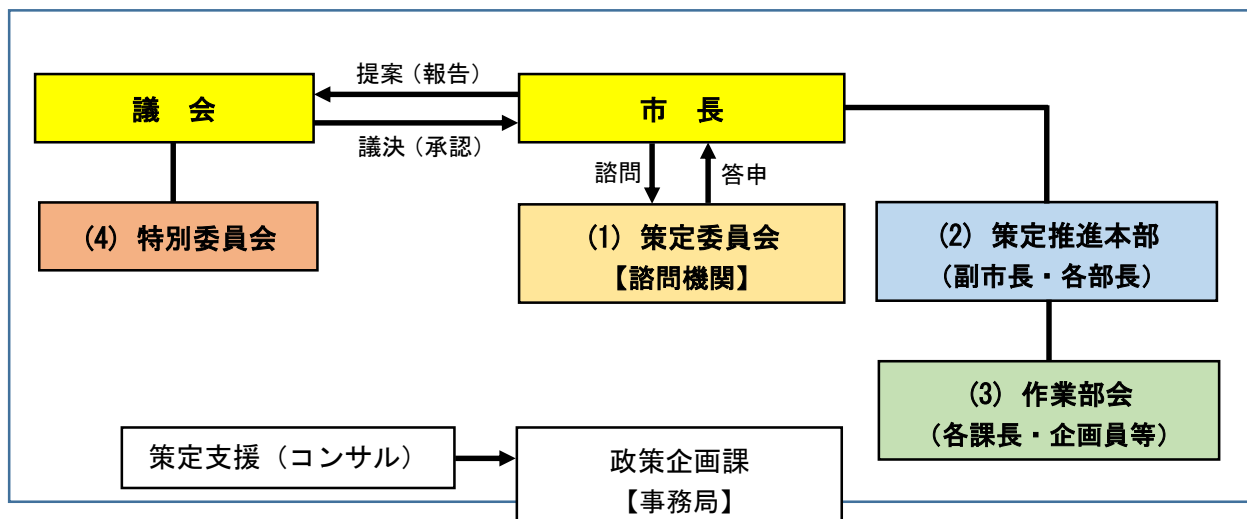 提案（報告）
議　会
市　長
議決（承認）
諮問
答申
(4) 特別委員会
(1) 策定委員会
【諮問機関】
(2) 策定推進本部
（副市長・各部長）
(3) 作業部会
（各課長・企画員等）
策定支援（コンサル）
政策企画課
【事務局】